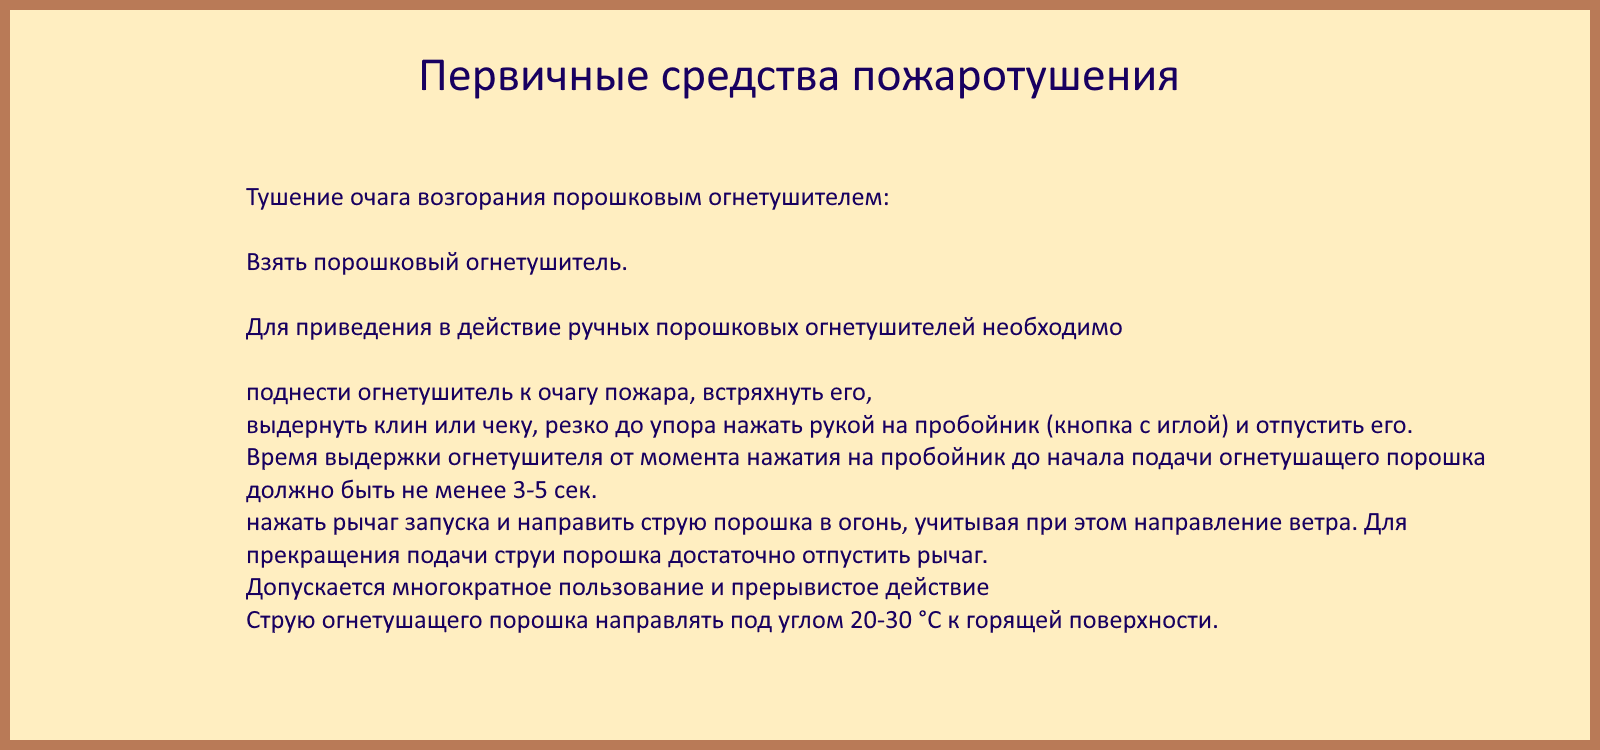 Первичные средства пожаротушения
Тушение очага возгорания порошковым огнетушителем:
Взять порошковый огнетушитель.
Для приведения в действие ручных порошковых огнетушителей необходимо
поднести огнетушитель к очагу пожара, встряхнуть его,
выдернуть клин или чеку, резко до упора нажать рукой на пробойник (кнопка с иглой) и отпустить его.
Время выдержки огнетушителя от момента нажатия на пробойник до начала подачи огнетушащего порошка
должно быть не менее 3-5 сек.
нажать рычаг запуска и направить струю порошка в огонь, учитывая при этом направление ветра. Для
прекращения подачи струи порошка достаточно отпустить рычаг.
Допускается многократное пользование и прерывистое действие
Струю огнетушащего порошка направлять под углом 20-30 °С к горящей поверхности.